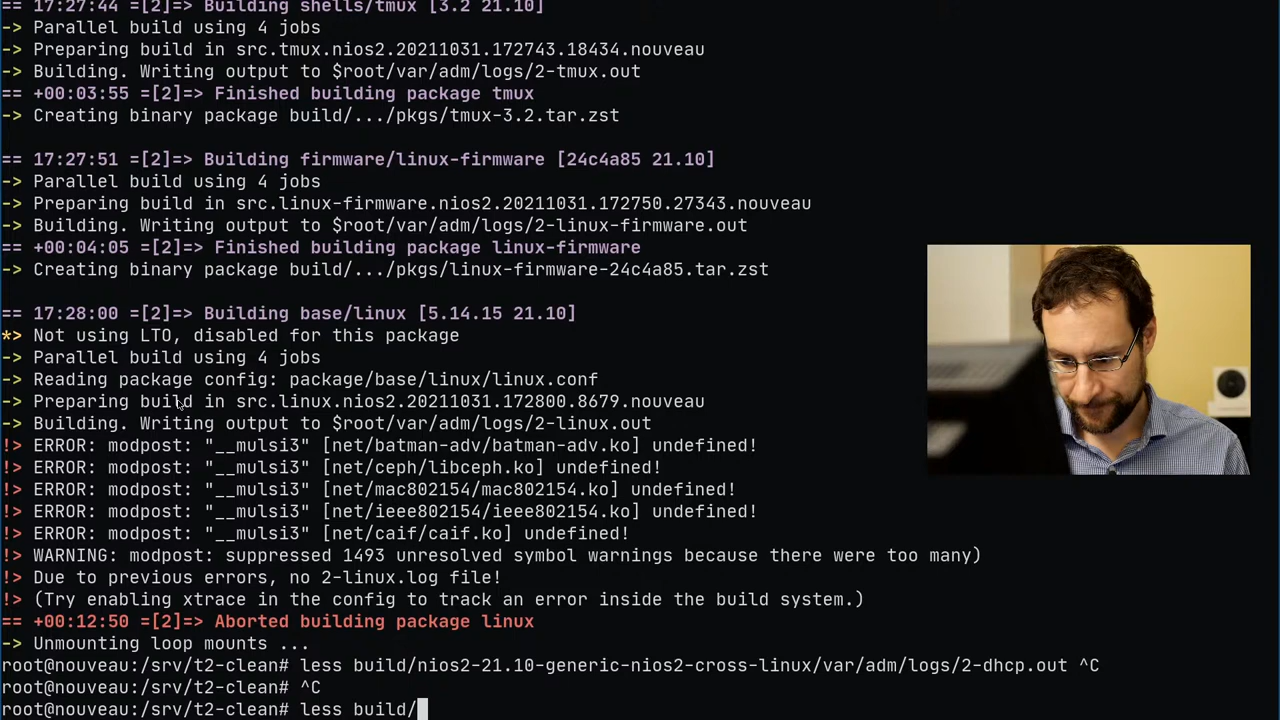 == 17:27:44 =[2]=> Building shells/tmux [3.2 21.10]
-> Parallel build using 4 jobs
-> Preparing build in src.tmux.nios2.20211031.172743.18434.nouveau
-> Building. Writing output to $root/var/adm/logs/2-tmux.out
== +00:03:55 =[2]=> Finished building package tmux
-> Creating binary package build/.../pkgs/tmux-3.2.tar.zst
== 17:27:51 =[2]=> Building firmware/linux-firmware [24c4a85 21.10]
-> Parallel build using 4 jobs
-> Preparing build in src.linux-firmware.nios2.20211031.172750.27343.nouveau
-> Building. Writing output to $root/var/adm/logs/2-linux-firmware.out
== +00:04:05 =[2]=> Finished building package linux-firmware
-> Creating binary package build/.../pkgs/linux-firmware-24c4a85.tar.zst
== 17:28:00 =[2]=> Building base/linux [5.14.15 21.10]
*> Not using LTO, disabled for this package
-> Parallel build using 4 jobs
-> Reading package config: package/base/linux/linux.conf
-> Preparing build in src.linux.nios2.20211031.172800.8679.nouveau
-> Building. Writing output to $root/var/adm/logs/2-linux.out
!> ERROR: modpost: "__mulsi3" [net/batman-adv/batman-adv.ko] undefined!
!> ERROR: modpost: "__mulsi3" [net/ceph/libceph.ko] undefined!
!> ERROR: modpost: "__mulsi3" [net/mac802154/mac802154.ko] undefined!
!> ERROR: modpost: "__mulsi3" [net/ieee802154/ieee802154.ko] undefined!
!> ERROR: modpost: "__mulsi3" [net/caif/caif.ko] undefined!
!> WARNING: modpost: suppressed 1493 unresolved symbol warnings because there were too many)
!> Due to previous errors, no 2-linux.log file!
!> (Try enabling xtrace in the config to track an error inside the build system.)
== +00:12:50 =[2]=> Aborted building package linux
-> Unmounting loop mounts ...
root@nouveau:/srv/t2-clean# less build/nios2-21.10-generic-nios2-cross-linux/var/adm/logs/2-dhcp.out ^C
root@nouveau:/srv/t2-clean# ^C
root@nouveau:/srv/t2-clean# less build/